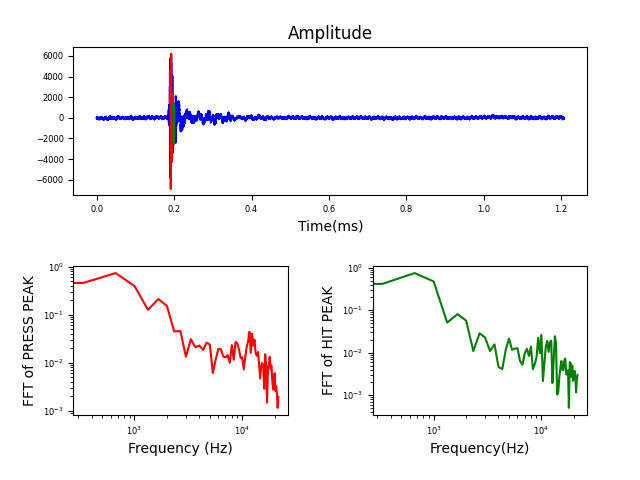 Amplitude
6000
4000
2000
0
−2000
−4000
−6000
0.0 0.2 0.4 0.6 0.8 1.0 1.2
Time(ms)
FFT of PRESS PEAK
10⁰
10⁻¹
10⁻²
10⁻³
10³ 10⁴
Frequency (Hz)
FFT of HIT PEAK
10⁰
10⁻¹
10⁻²
10⁻³
10³ 10⁴
Frequency(Hz)